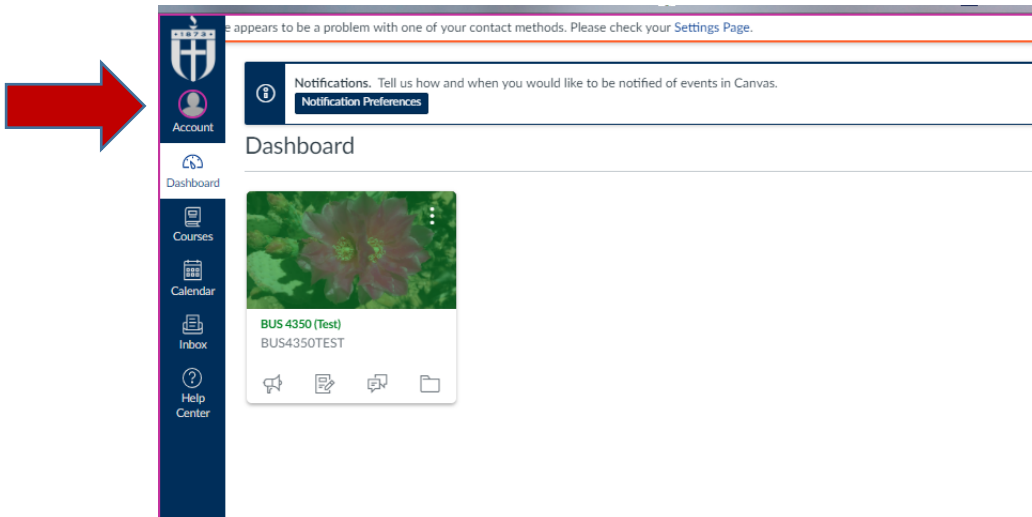 e appears to be a problem with one of your contact methods. Please check your Settings Page.
•1873•
Notifications. Tell us how and when you would like to be notified of events in Canvas.
Notification Preferences
Account
Dashboard
Dashboard
Courses
Calendar
Inbox
Help
Center
BUS 4350 (Test)
BUS4350TEST